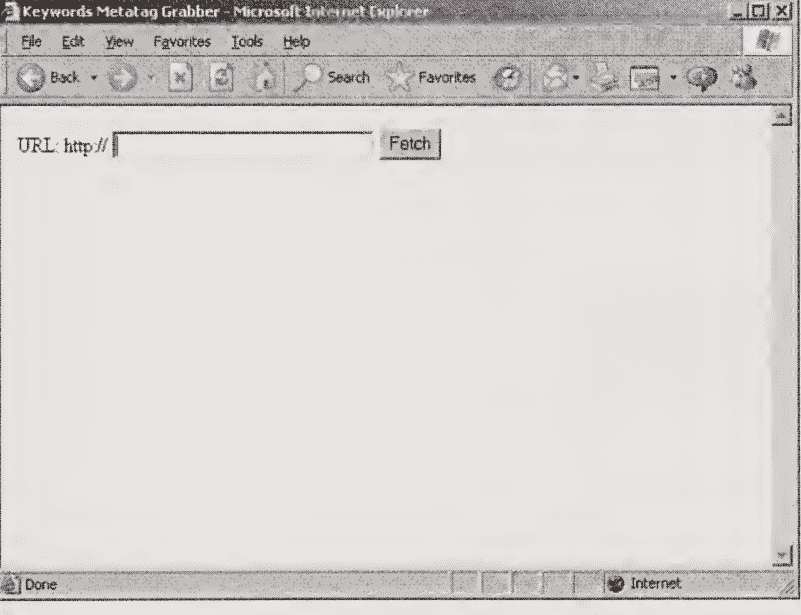 Keywords Metatag Grabber - Microsoft Internet Explorer
File Edit View Favorites Tools Help
Back Search Favorites
URL: http:// Fetch
Done Internet